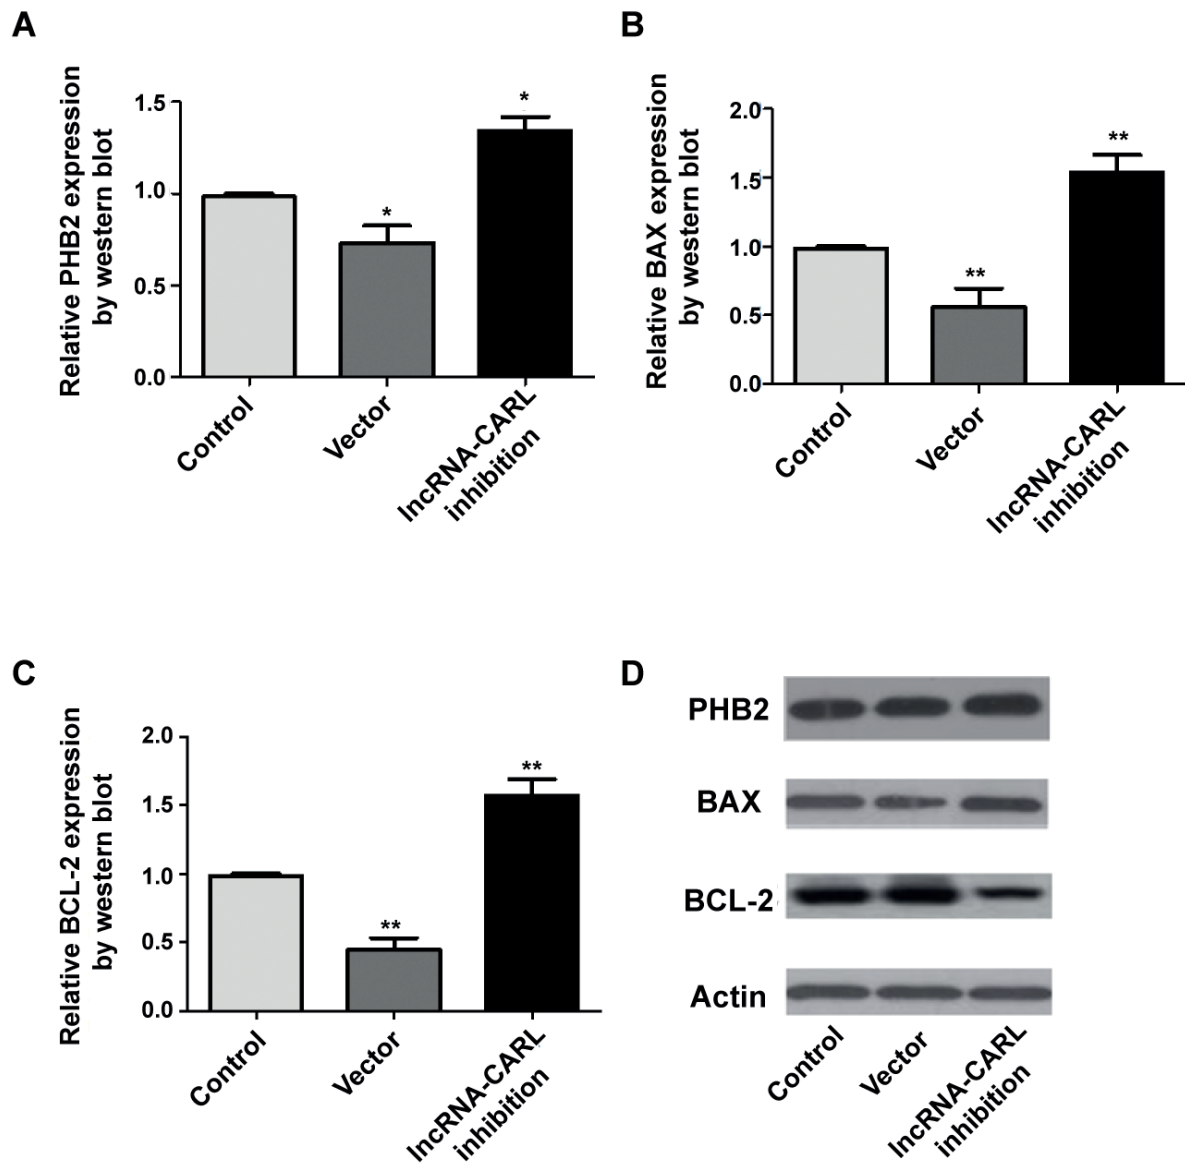 A
Relative PHB2 expression
by western blot
1.5
1.0
0.5
0.0
*
*
Control
Vector
lncRNA-CARL
inhibition
B
Relative BAX expression
by western blot
2.0
1.5
1.0
0.5
0.0
**
**
Control
Vector
lncRNA-CARL
inhibition
C
Relative BCL-2 expression
by western blot
2.0
1.5
1.0
0.5
0.0
**
**
Control
Vector
lncRNA-CARL
inhibition
D
PHB2
BAX
BCL-2
Actin
Control
Vector
lncRNA-CARL
inhibition